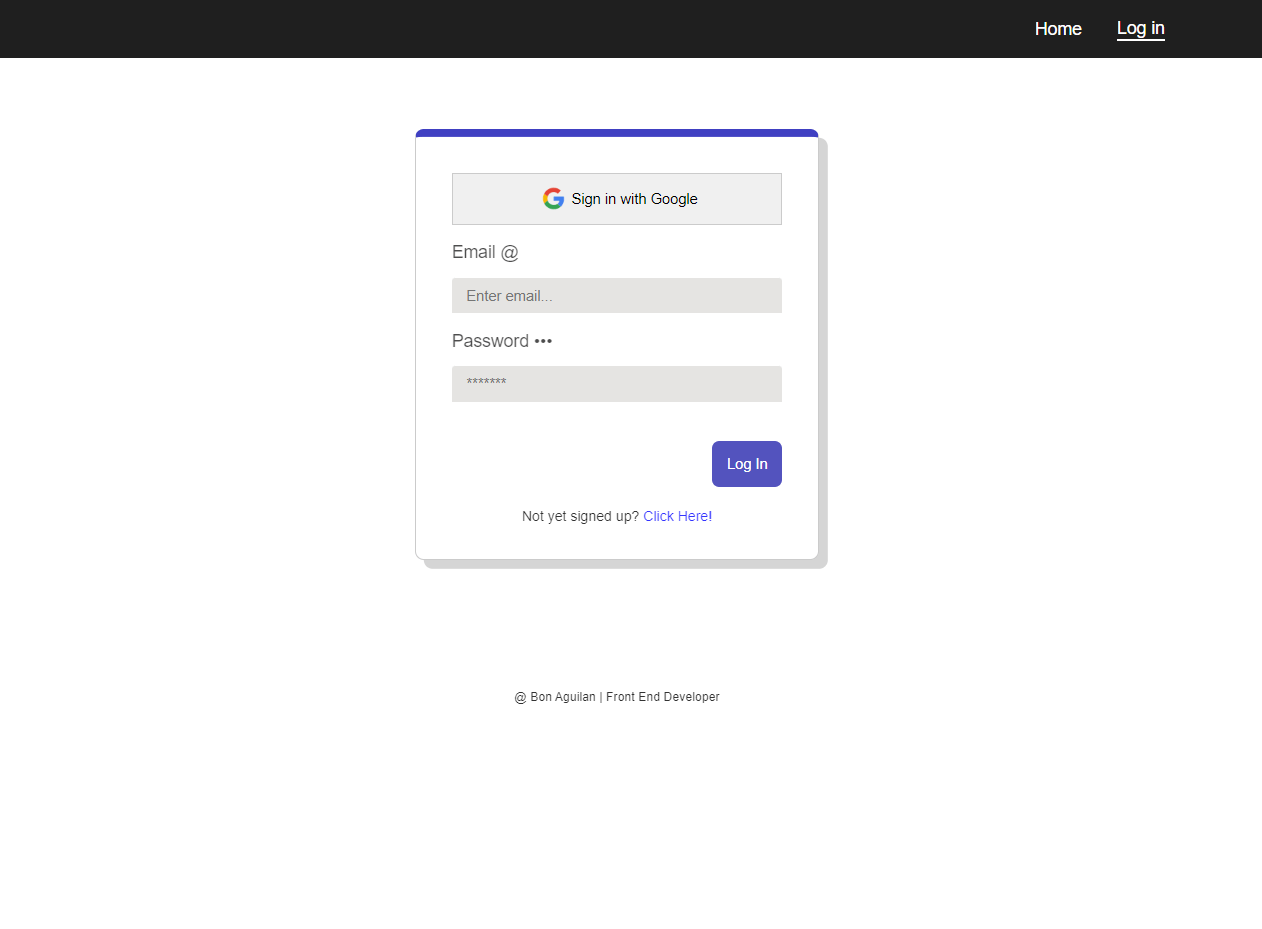 Home Log in
Sign in with Google
Email @
Enter email...
Password •••
*******
Log In
Not yet signed up? Click Here!
@ Bon Aguilan | Front End Developer